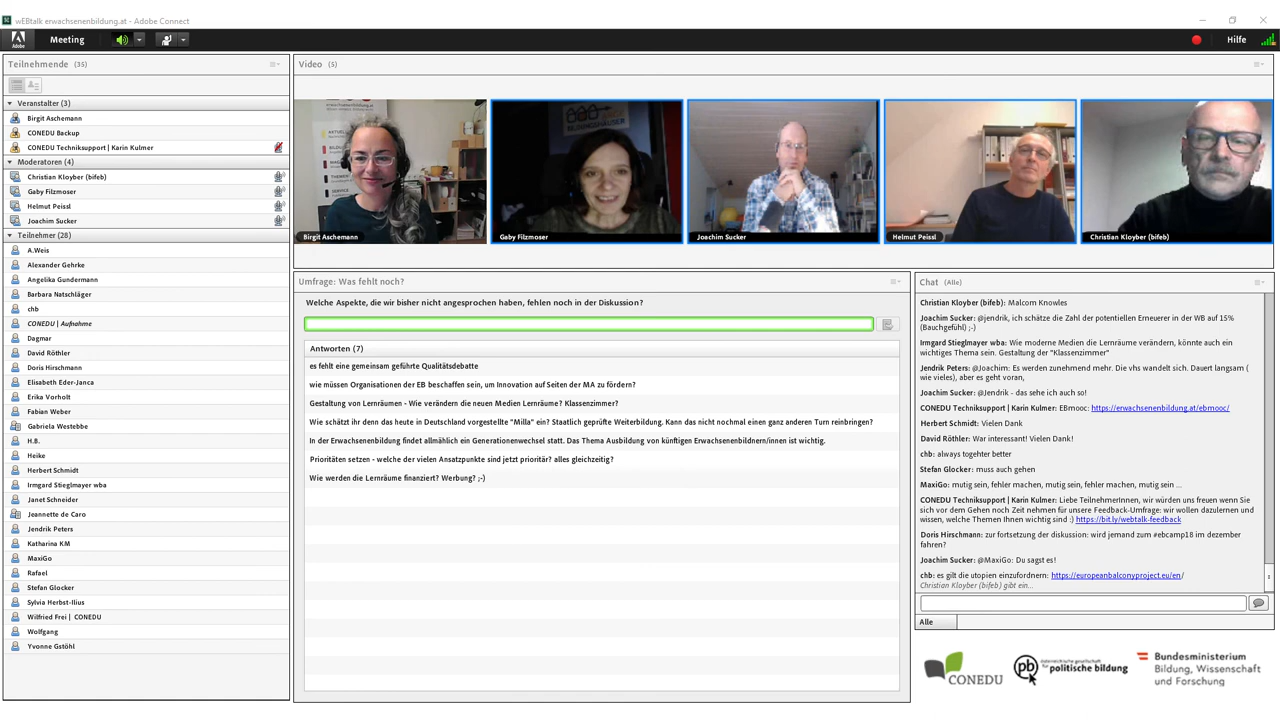 wEBtalk erwachsenenbildung.at - Adobe Connect
Adobe
Meeting
Hilfe
Teilnehmende (35)
Veranstalter (3)
Birgit Aschemann
CONEDU Backup
CONEDU Techniksupport | Karin Kulmer
Moderatoren (4)
Christian Kloyber (bifeb)
Gaby Filzmoser
Helmut Peissl
Joachim Sucker
Teilnehmer (28)
A.Weis
Alexander Gehrke
Angelika Gundermann
Barbara Natschläger
chb
CONEDU | Aufnahme
Dagmar
David Röthler
Doris Hirschmann
Elisabeth Eder-Janca
Erika Vorholt
Fabian Weber
Gabriela Westebbe
H.B.
Heike
Herbert Schmidt
Irmgard Stieglmayer wba
Janet Schneider
Jeannette de Caro
Jendrik Peters
Katharina KM
MaxiGo
Rafael
Stefan Glocker
Sylvia Herbst-Ilius
Wilfried Frei | CONEDU
Wolfgang
Yvonne Gstöhl
Video (5)
Birgit Aschemann
Gaby Filzmoser
Joachim Sucker
Helmut Peissl
Christian Kloyber (bifeb)
Umfrage: Was fehlt noch?
Welche Aspekte, die wir bisher nicht angesprochen haben, fehlen noch in der Diskussion?
Antworten (7)
es fehlt eine gemeinsam geführte Qualitätsdebatte
wie müssen Organisationen der EB beschaffen sein, um Innovation auf Seiten der MA zu fördern?
Gestaltung von Lernräumen - Wie verändern die neuen Medien Lernräume? Klassenzimmer?
Wie schätzt ihr denn das heute in Deutschland vorgestellte "Milla" ein? Staatlich geprüfte Weiterbildung. Kann das nicht nochmal einen ganz anderen Turn reinbringen?
In der Erwachsenenbildung findet allmählich ein Generationenwechsel statt. Das Thema Ausbildung von künftigen Erwachsenenbildnern/innen ist wichtig.
Prioritäten setzen - welche der vielen Ansatzpunkte sind jetzt prioritär? alles gleichzeitig?
Wie werden die Lernräume finanziert? Werbung? ;-)
Chat (Alle)
Christian Kloyber (bifeb): Malcom Knowles
Joachim Sucker: @jendrik, ich schätze die Zahl der potentiellen Erneuerer in der WB auf 15%
(Bauchgefühl) ;-)
Irmgard Stieglmayer wba: Wie moderne Medien die Lernräume verändern, könnte auch ein
wichtiges Thema sein. Gestaltung der "Klassenzimmer"
Jendrik Peters: @Joachim: Es werden zunehmend mehr. Die vhs wandelt sich. Dauert langsam (
wie vieles), aber es geht voran,
Joachim Sucker: @Jendrik - das sehe ich auch so!
CONEDU Techniksupport | Karin Kulmer: EBmooc: https://erwachsenenbildung.at/ebmooc/
Herbert Schmidt: Vielen Dank
David Röthler: War interessant! Vielen Dank!
chb: always togehter better
Stefan Glocker: muss auch gehen
MaxiGo: mutig sein, fehler machen, mutig sein, fehler machen, mutig sein ...
CONEDU Techniksupport | Karin Kulmer: Liebe TeilnehmerInnen, wir würden uns freuen wenn Sie
sich vor dem Gehen noch Zeit nehmen für unsere Feedback-Umfrage: wir wollen dazulernen und
wissen, welche Themen Ihnen wichtig sind :) https://bit.ly/webtalk-feedback
Doris Hirschmann: zur fortsetzung der diskussion: wird jemand zum #ebcamp18 im dezember
fahren?
Joachim Sucker: @MaxiGo: Du sagst es!
chb: es gilt die utopien einzufordern: https://europeanbalconyproject.eu/en/
Christian Kloyber (bifeb) gibt ein...
Alle
CONEDU
pb
österreichische gesellschaft für
politische bildung
Bundesministerium
Bildung, Wissenschaft
und Forschung